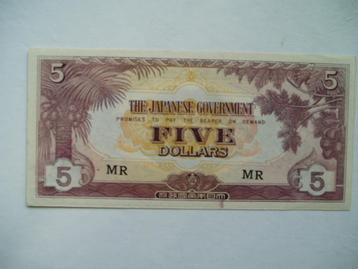 5 5
THE JAPANESE GOVERNMENT
PROMISES TO PAY THE BEARER ON DEMAND
FIVE
DOLLARS
MR MR
5 5